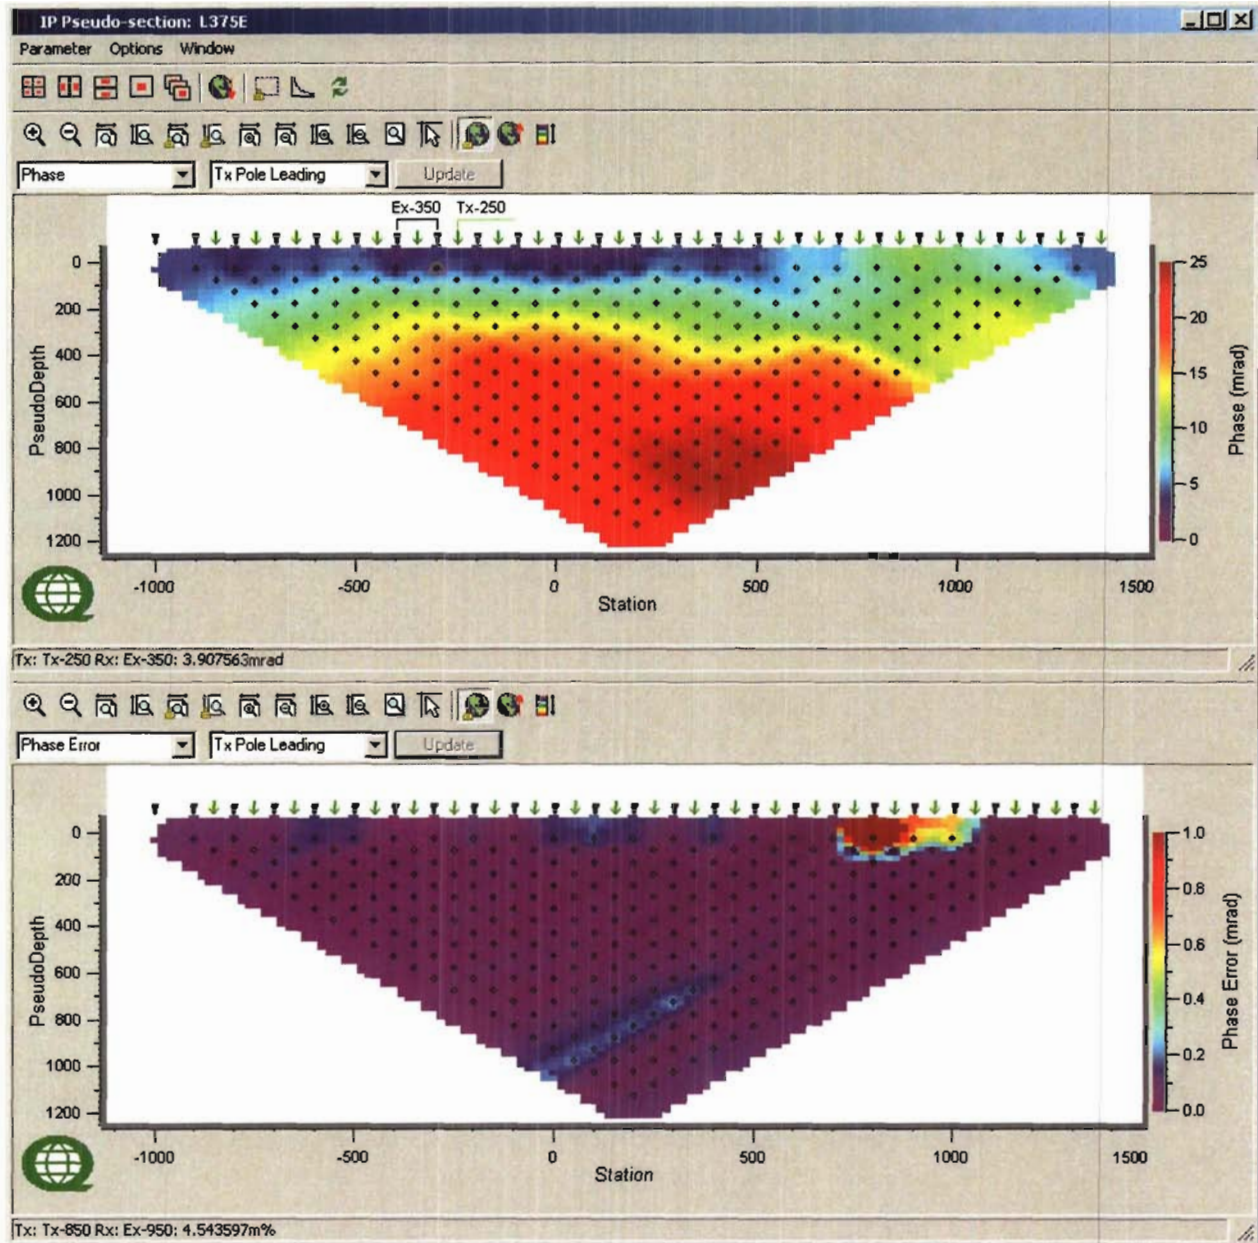 IP Pseudo-section: L375E
Parameter Options Window
Phase Tx Pole Leading Update
Ex-350 Tx-250
0
200
400
600
800
1000
1200
PseudoDepth
-1000 -500 0 500 1000 1500
Station
25
20
15
10
5
0
Phase (mrad)
Tx: Tx-250 Rx: Ex-350: 3.907563mrad
Phase Error Tx Pole Leading Update
0
200
400
600
800
1000
1200
PseudoDepth
-1000 -500 0 500 1000 1500
Station
1.0
0.8
0.6
0.4
0.2
0.0
Phase Error (mrad)
Tx: Tx-850 Rx: Ex-950: 4.543597m%